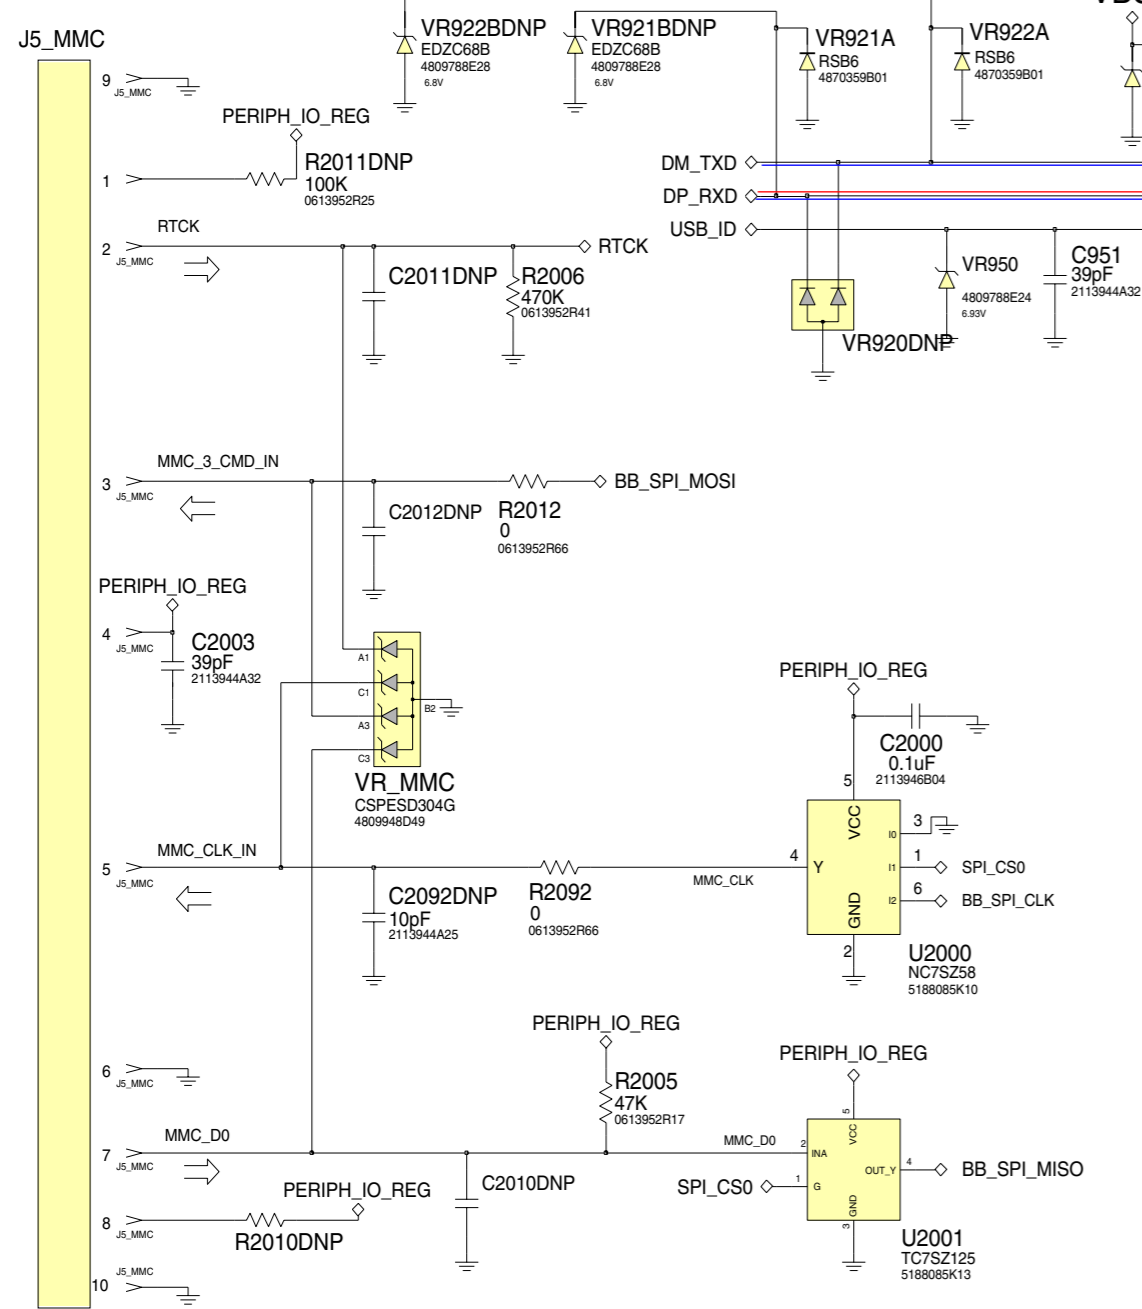 J5_MMC
9
J5_MMC
VR922BDNP
EDZC68B
4809788E28
6.8V
VR921BDNP
EDZC68B
4809788E28
6.8V
VR921A
RSB6
4870359B01
VR922A
RSB6
4870359B01
PERIPH_IO_REG
1
R2011DNP
100K
0613952R25
DM_TXD
DP_RXD
USB_ID
2
J5_MMC
RTCK
RTCK
C2011DNP
R2006
470K
0613952R41
VR950
4809788E24
6.93V
C951
39pF
2113944A32
VR920DNP
3
J5_MMC
MMC_3_CMD_IN
BB_SPI_MOSI
C2012DNP
R2012
0
0613952R66
PERIPH_IO_REG
4
J5_MMC
C2003
39pF
2113944A32
A1
C1
A3
C3
B2
VR_MMC
CSPESD304G
4809948D49
PERIPH_IO_REG
C2000
0.1uF
2113946B04
5
VCC
3
I0
4
Y
1
I1
SPI_CS0
6
I2
BB_SPI_CLK
GND
2
U2000
NC7SZ58
5188085K10
5
J5_MMC
MMC_CLK_IN
MMC_CLK
C2092DNP
10pF
2113944A25
R2092
0
0613952R66
6
J5_MMC
PERIPH_IO_REG
R2005
47K
0613952R17
PERIPH_IO_REG
7
J5_MMC
MMC_D0
MMC_D0
5
VCC
2
INA
1
G
SPI_CS0
OUT_Y
4
BB_SPI_MISO
GND
3
U2001
TC7SZ125
5188085K13
C2010DNP
8
J5_MMC
PERIPH_IO_REG
R2010DNP
10
J5_MMC